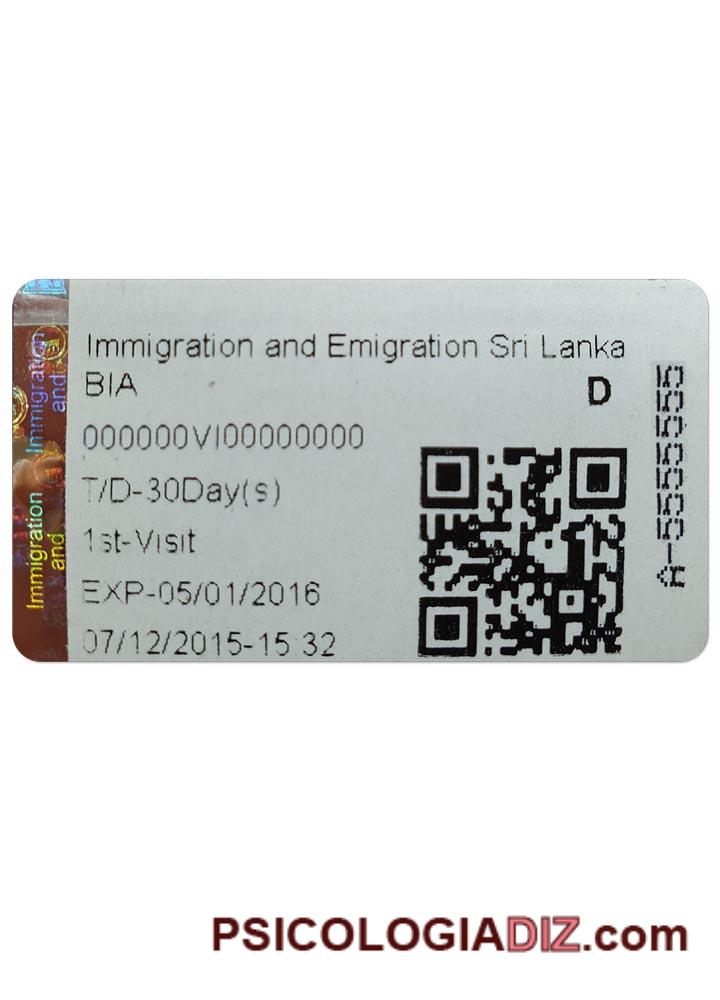 Immigration and Emigration Sri Lanka
BIA
D
000000VI00000000
T/D-30Day(s)
1st-Visit
EXP-05/01/2016
07/12/2015-15:32
A-5555555
Immigration
and
Immigration
and
PSICOLOGIADIZ.com